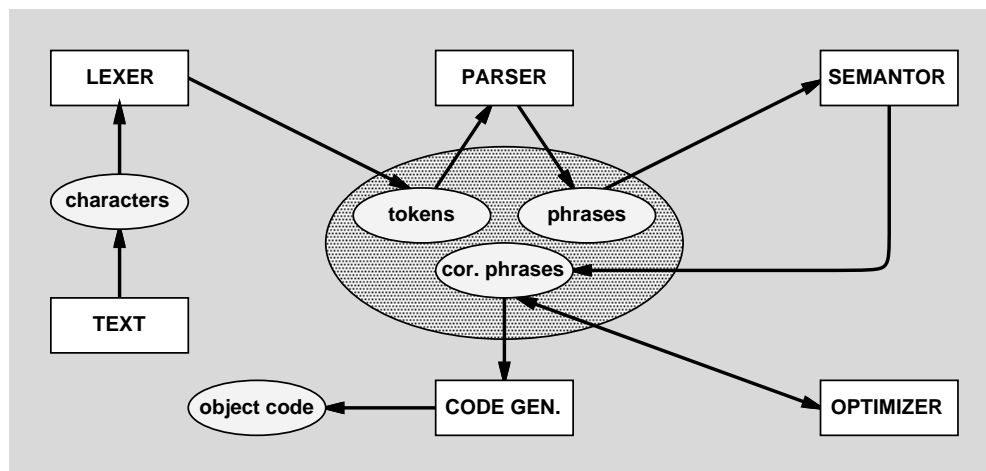 LEXER
PARSER
SEMANTOR
characters
tokens
phrases
cor. phrases
TEXT
object code
CODE GEN.
OPTIMIZER